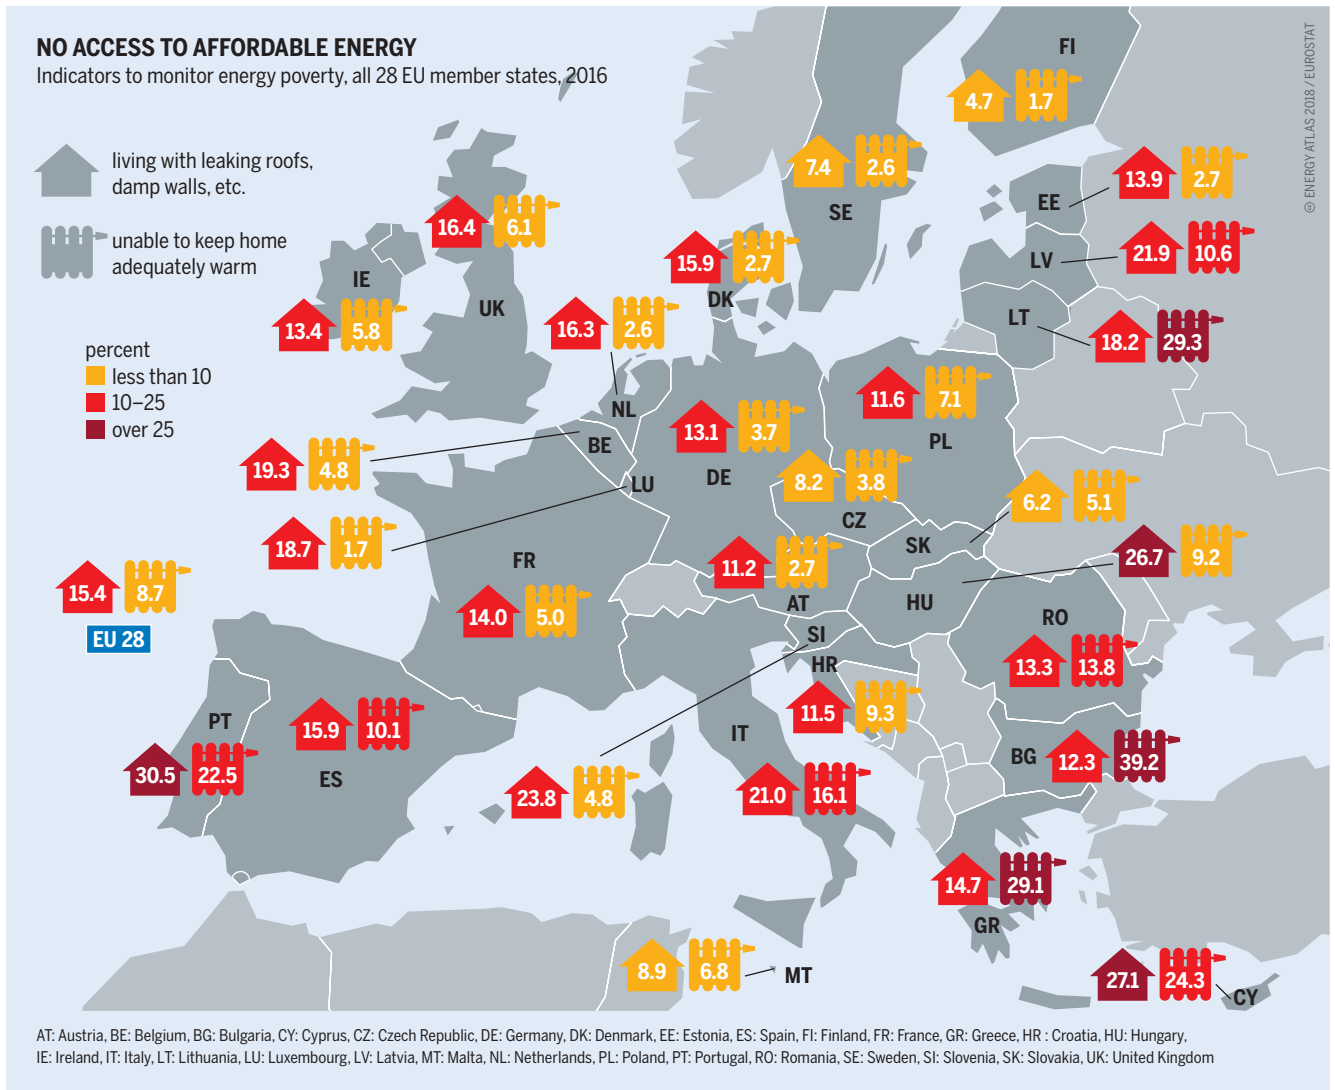 NO ACCESS TO AFFORDABLE ENERGY
Indicators to monitor energy poverty, all 28 EU member states, 2016
living with leaking roofs,
damp walls, etc.
unable to keep home
adequately warm
percent
less than 10
10–25
over 25
© ENERGY ATLAS 2018 / EUROSTAT
FI
4.7 1.7
7.4 2.6
SE
13.9 2.7
EE
21.9 10.6
LV
LT
18.2 29.3
16.4 6.1
UK
IE
13.4 5.8
15.9 2.7
DK
16.3 2.6
NL
19.3 4.8
BE
18.7 1.7
LU
13.1 3.7
DE
11.6 7.1
PL
8.2 3.8
CZ
6.2 5.1
SK
26.7 9.2
HU
11.2 2.7
AT
FR
14.0 5.0
15.4 8.7
EU 28
RO
13.3 13.8
SI
23.8 4.8
HR
11.5 9.3
PT
30.5 22.5
15.9 10.1
ES
IT
21.0 16.1
BG
12.3 39.2
14.7 29.1
GR
8.9 6.8
MT
27.1 24.3
CY
AT: Austria, BE: Belgium, BG: Bulgaria, CY: Cyprus, CZ: Czech Republic, DE: Germany, DK: Denmark, EE: Estonia, ES: Spain, FI: Finland, FR: France, GR: Greece, HR : Croatia, HU: Hungary,
IE: Ireland, IT: Italy, LT: Lithuania, LU: Luxembourg, LV: Latvia, MT: Malta, NL: Netherlands, PL: Poland, PT: Portugal, RO: Romania, SE: Sweden, SI: Slovenia, SK: Slovakia, UK: United Kingdom